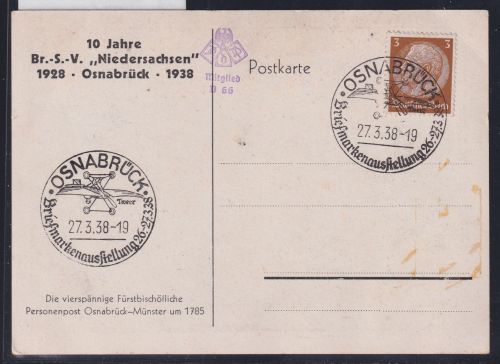 10 Jahre
Br.-S.-V. „Niedersachsen”
1928 · Osnabrück · 1938
Mitglied
D 66
Postkarte
3 3
OSNABRÜCK
27.3.38-19
Briefmarkenausstellung 26.-27.3.38
OSNABRÜCK
27.3.38-19
Briefmarkenausstellung 26.-27.3.38
Die vierspännige Fürstbischöfliche
Personenpost Osnabrück–Münster um 1785